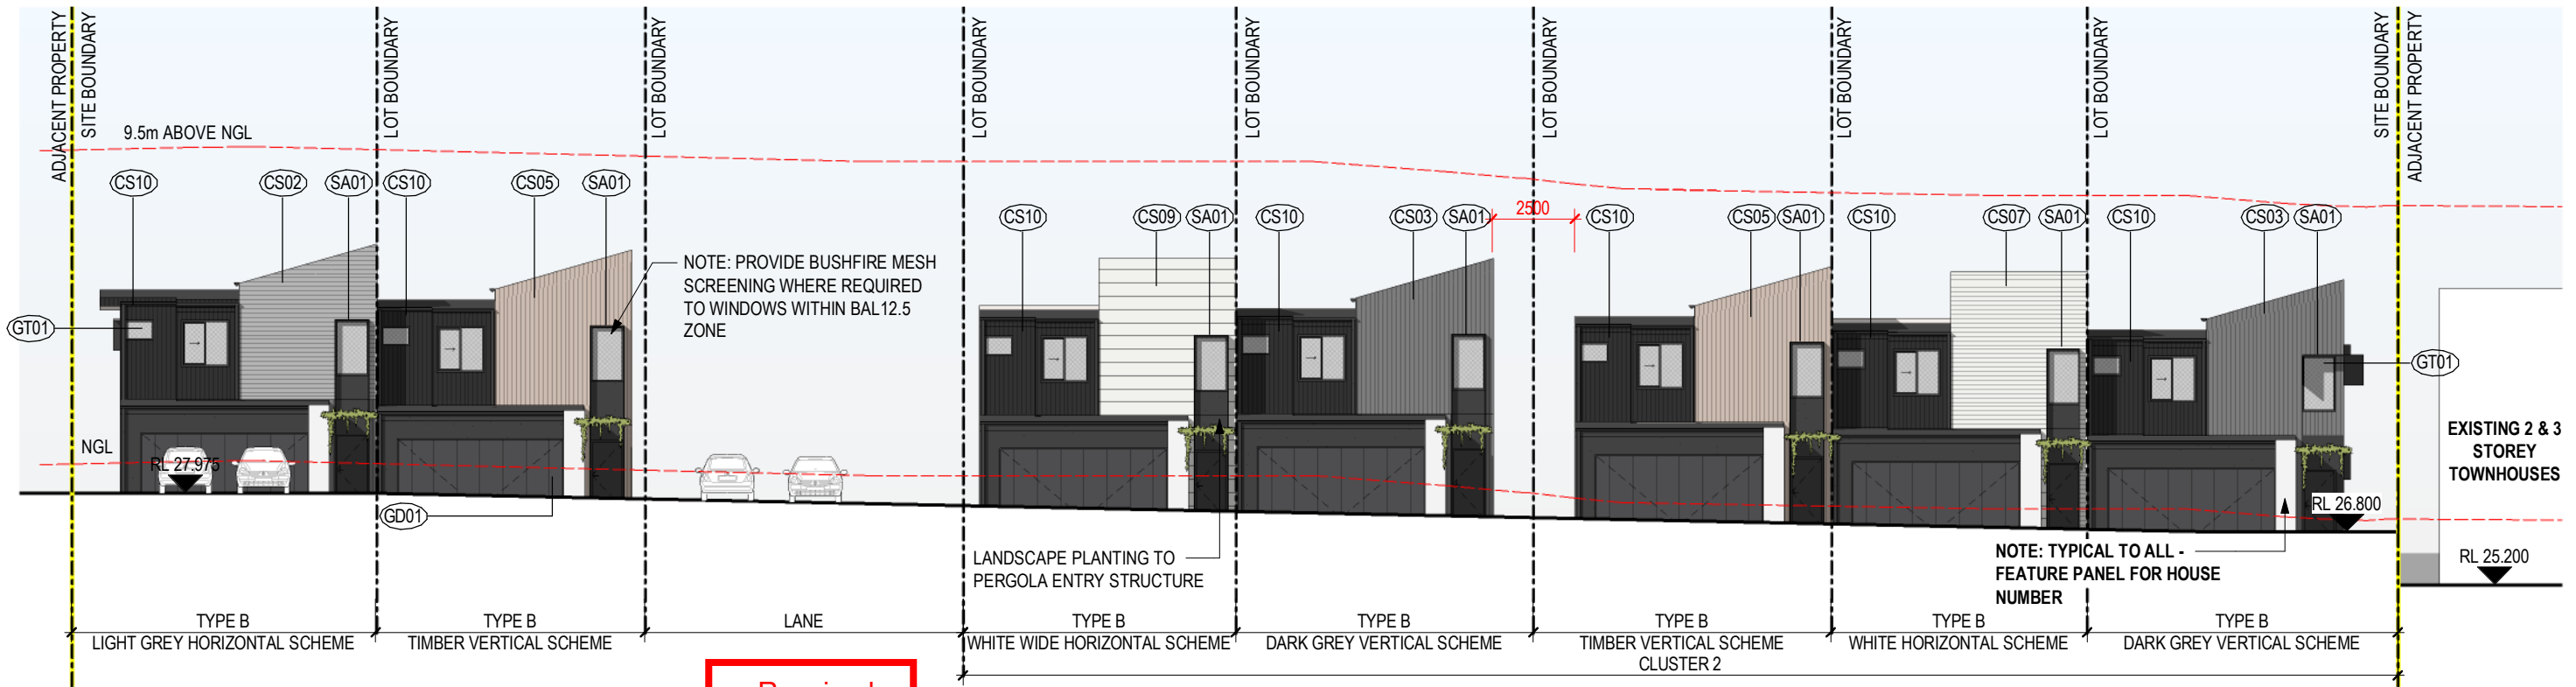 ADJACENT PROPERTY
SITE BOUNDARY
LOT BOUNDARY
LOT BOUNDARY
LOT BOUNDARY
LOT BOUNDARY
LOT BOUNDARY
LOT BOUNDARY
LOT BOUNDARY
SITE BOUNDARY
ADJACENT PROPERTY
9.5m ABOVE NGL
CS10
CS02
SA01
CS10
CS05
SA01
CS10
CS09
SA01
CS10
CS03
SA01
2500
CS10
CS05
SA01
CS10
CS07
SA01
CS10
CS03
SA01
NOTE: PROVIDE BUSHFIRE MESH
SCREENING WHERE REQUIRED
TO WINDOWS WITHIN BAL12.5
ZONE
GT01
GT01
NGL
RL 27.975
GD01
EXISTING 2 & 3
STOREY
TOWNHOUSES
RL 26.800
RL 25.200
LANDSCAPE PLANTING TO
PERGOLA ENTRY STRUCTURE
NOTE: TYPICAL TO ALL -
FEATURE PANEL FOR HOUSE
NUMBER
TYPE B
LIGHT GREY HORIZONTAL SCHEME
TYPE B
TIMBER VERTICAL SCHEME
LANE
TYPE B
WHITE WIDE HORIZONTAL SCHEME
TYPE B
DARK GREY VERTICAL SCHEME
TYPE B
TIMBER VERTICAL SCHEME
TYPE B
WHITE HORIZONTAL SCHEME
TYPE B
DARK GREY VERTICAL SCHEME
CLUSTER 2